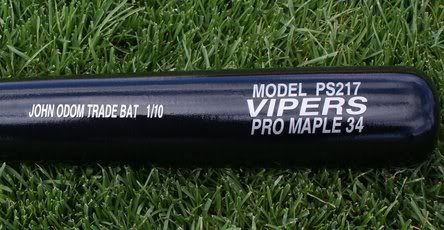 JOHN ODOM TRADE BAT 1/10
MODEL PS217
VIPERS
PRO MAPLE 34